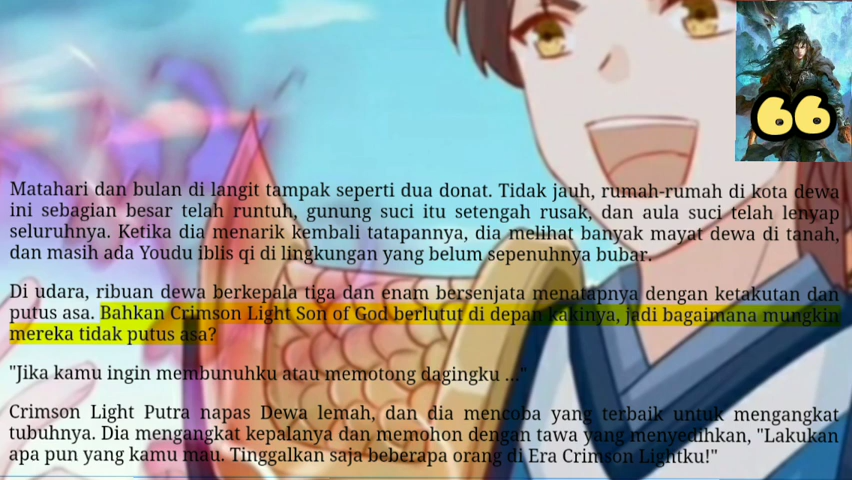 66
Matahari dan bulan di langit tampak seperti dua donat. Tidak jauh, rumah-rumah di kota dewa
ini sebagian besar telah runtuh, gunung suci itu setengah rusak, dan aula suci telah lenyap
seluruhnya. Ketika dia menarik kembali tatapannya, dia melihat banyak mayat dewa di tanah,
dan masih ada Youdu iblis qi di lingkungan yang belum sepenuhnya bubar.
Di udara, ribuan dewa berkepala tiga dan enam bersenjata menatapnya dengan ketakutan dan
putus asa. Bahkan Crimson Light Son of God berlutut di depan kakinya, jadi bagaimana mungkin
mereka tidak putus asa?
"Jika kamu ingin membunuhku atau memotong dagingku ..."
Crimson Light Putra napas Dewa lemah, dan dia mencoba yang terbaik untuk mengangkat
tubuhnya. Dia mengangkat kepalanya dan memohon dengan tawa yang menyedihkan, "Lakukan
apa pun yang kamu mau. Tinggalkan saja beberapa orang di Era Crimson Lightku!"